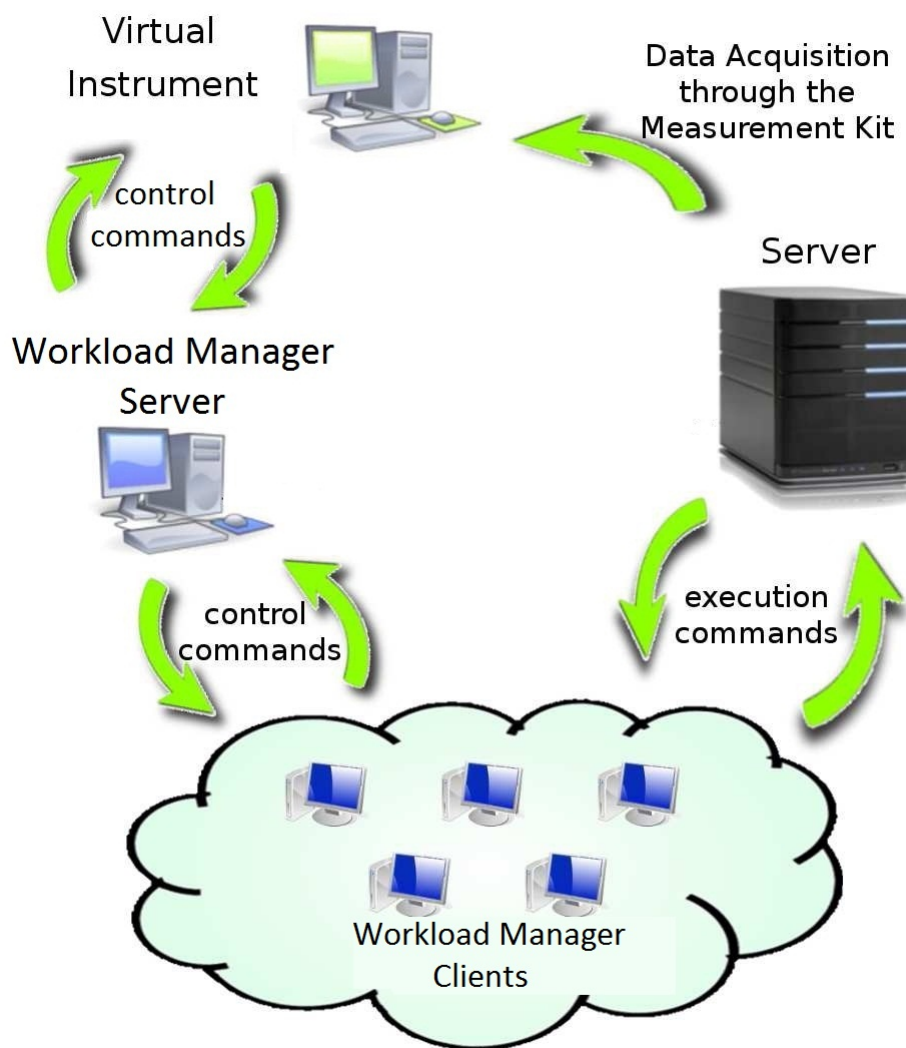 Virtual
Instrument
Data Acquisition
through the
Measurement Kit
control
commands
Server
Workload Manager
Server
control
commands
execution
commands
Workload Manager
Clients